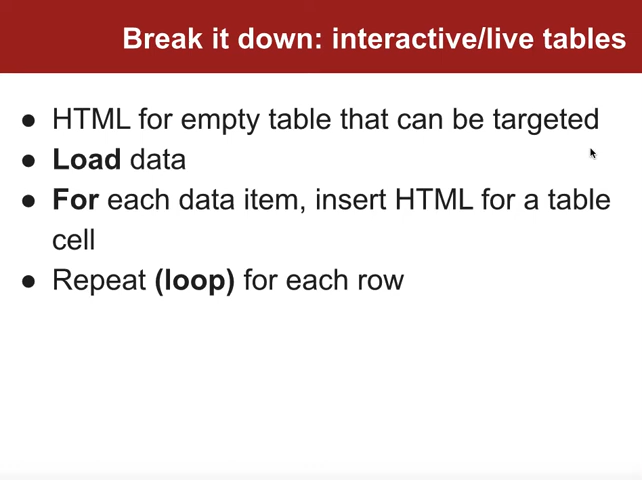 Break it down: interactive/live tables
● HTML for empty table that can be targeted
● Load data
● For each data item, insert HTML for a table
cell
● Repeat (loop) for each row